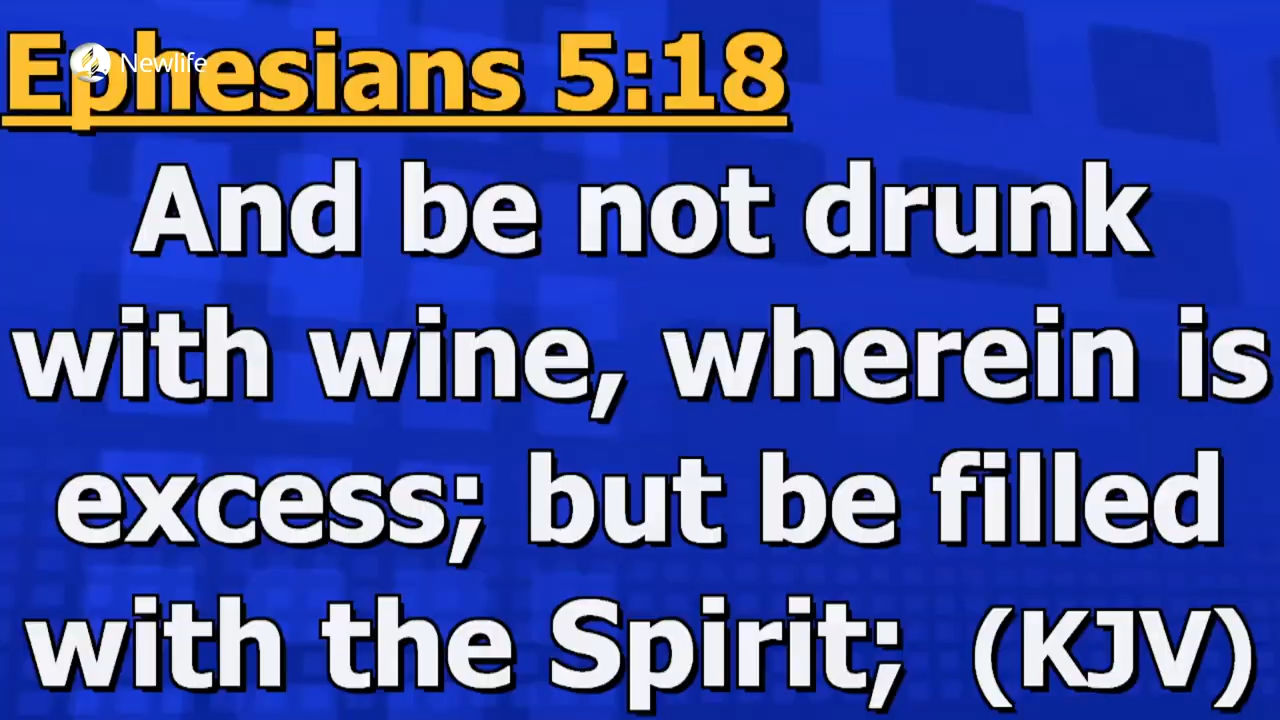 Ephesians 5:18
Newlife
And be not drunk
with wine, wherein is
excess; but be filled
with the Spirit; (KJV)